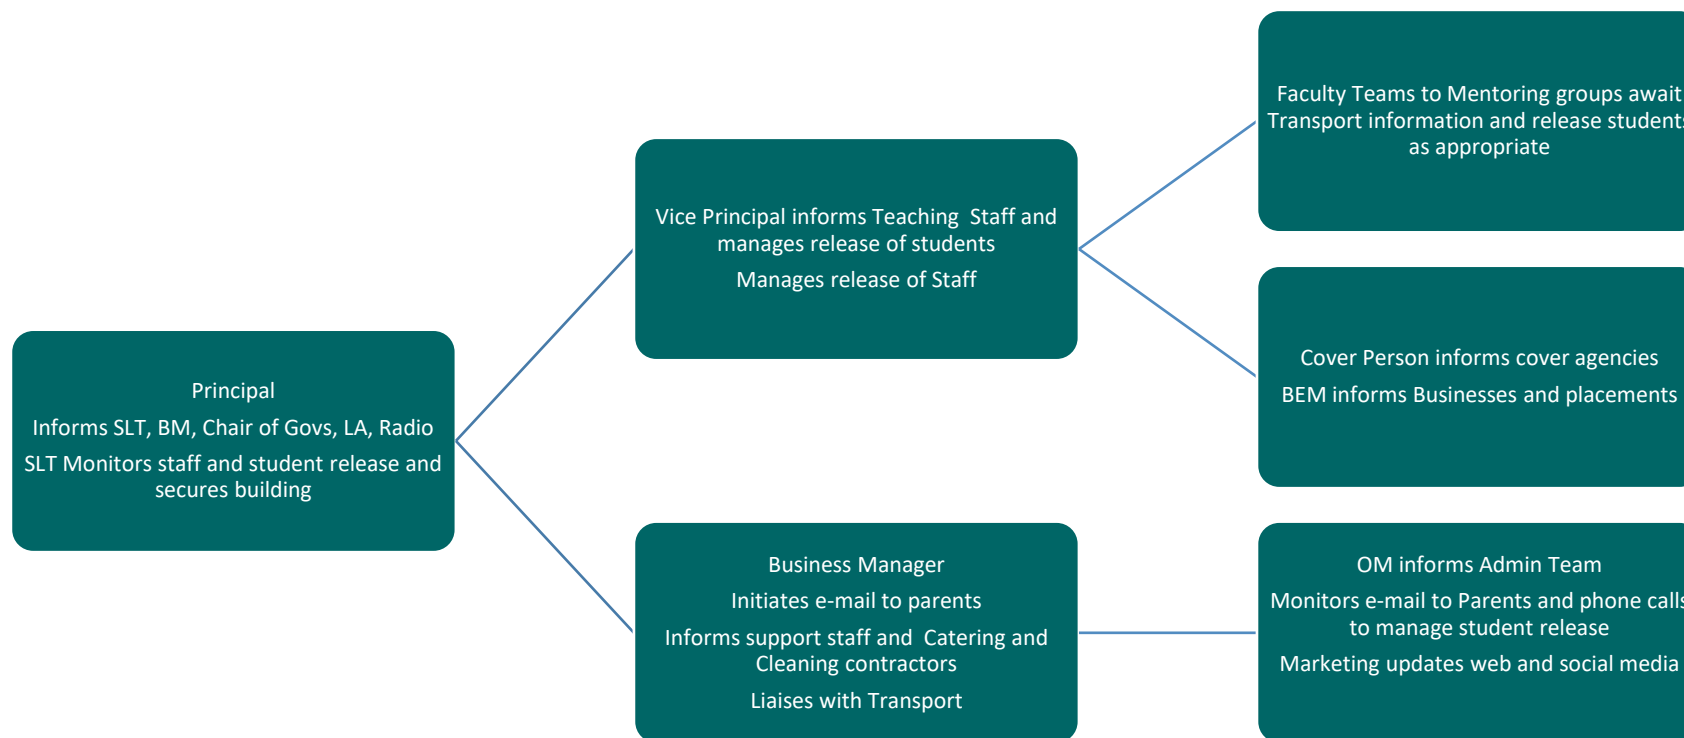 Principal
Informs SLT, BM, Chair of Govs, LA, Radio
SLT Monitors staff and student release and
secures building
Vice Principal informs Teaching  Staff and
manages release of students
Manages release of Staff
Business Manager
Initiates e-mail to parents
Informs support staff and  Catering and
Cleaning contractors
Liaises with Transport
Faculty Teams to Mentoring groups await
Transport information and release students
as appropriate
Cover Person informs cover agencies
BEM informs Businesses and placements
OM informs Admin Team
Monitors e-mail to Parents and phone calls
to manage student release
Marketing updates web and social media